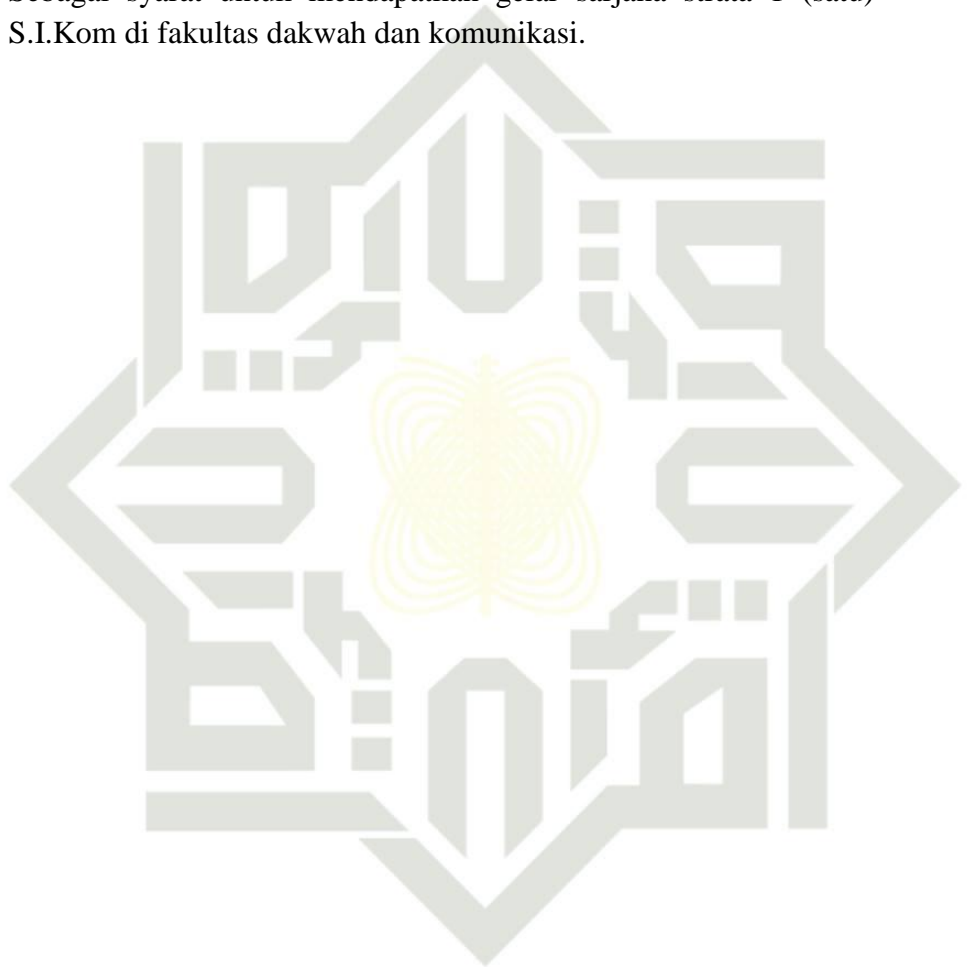 Sebagai syarat untuk mendapatkan gelar sarjana strata 1 (satu)
S.I.Kom di fakultas dakwah dan komunikasi.